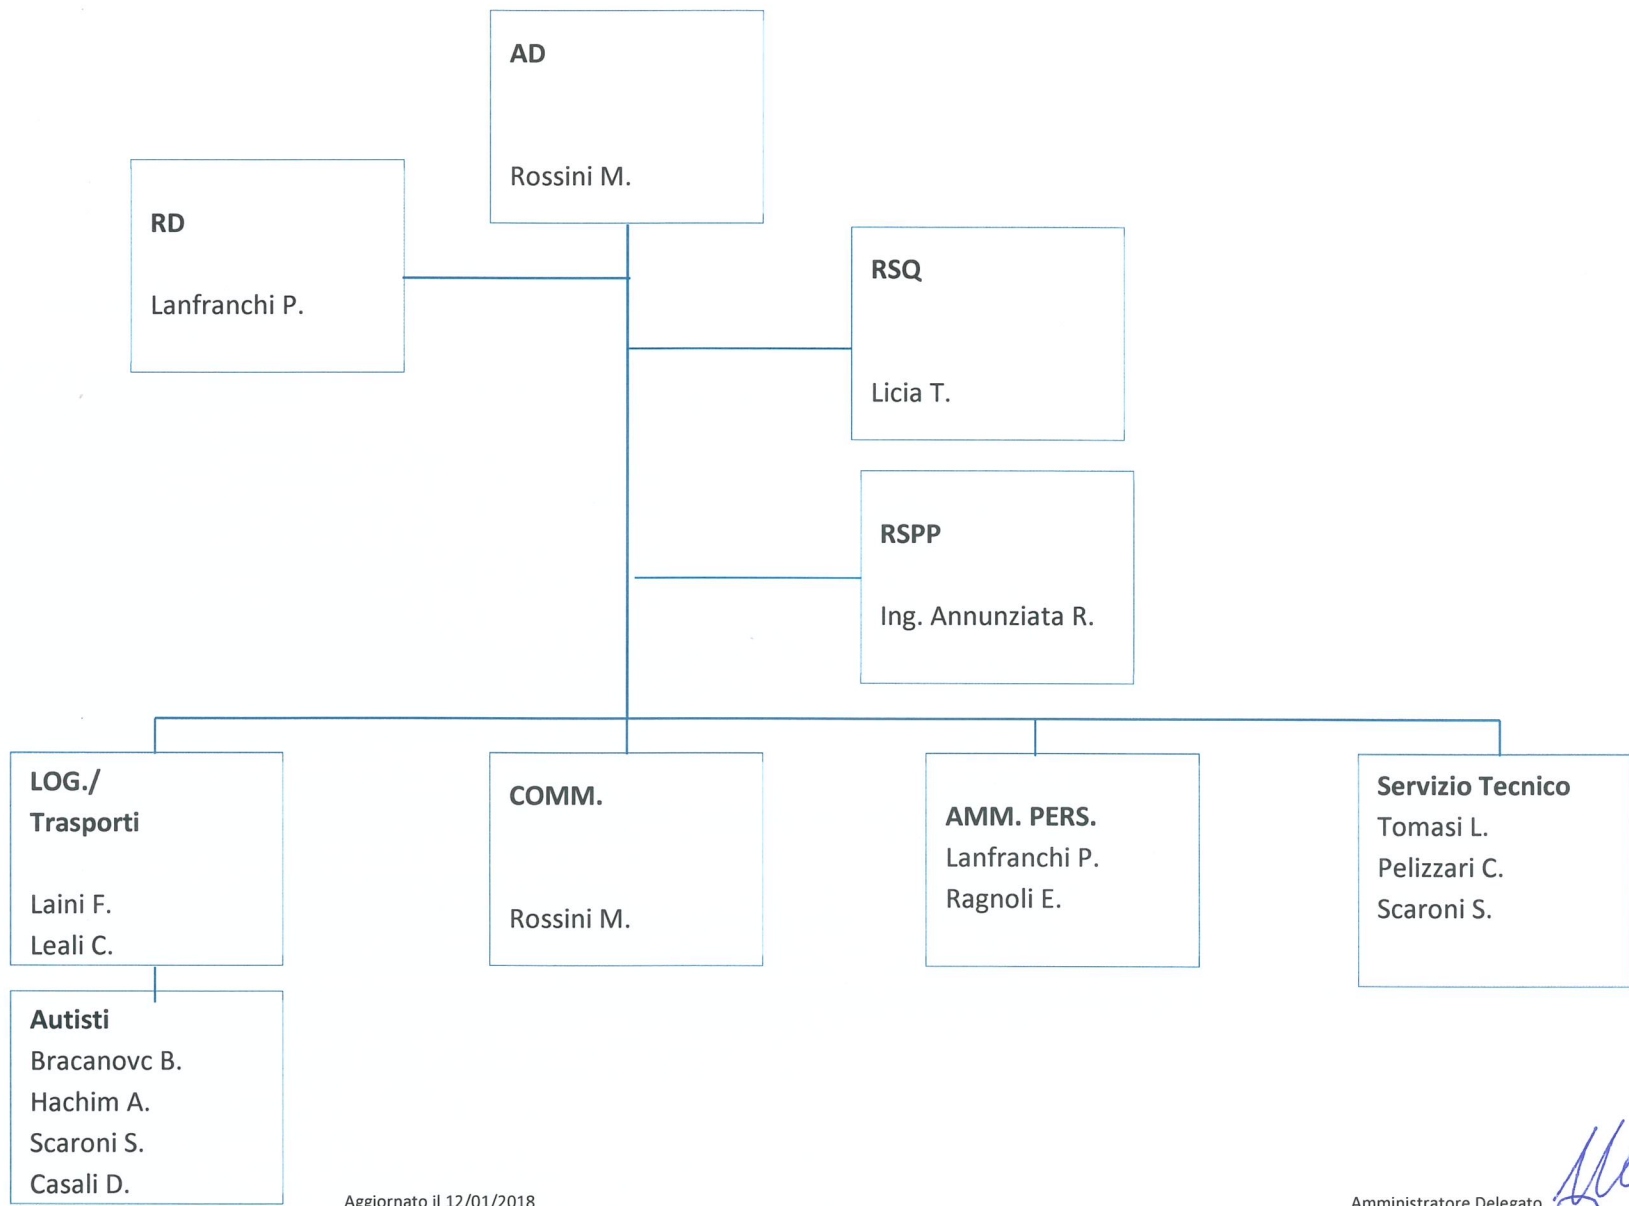 AD
Rossini M.
RD
Lanfranchi P.
RSQ
Licia T.
RSPP
Ing. Annunziata R.
LOG./
Trasporti
Laini F.
Leali C.
COMM.
Rossini M.
AMM. PERS.
Lanfranchi P.
Ragnoli E.
Servizio Tecnico
Tomasi L.
Pelizzari C.
Scaroni S.
Autisti
Bracanovc B.
Hachim A.
Scaroni S.
Casali D.
Aggiornato il 12/01/2018
Amministratore Delegato